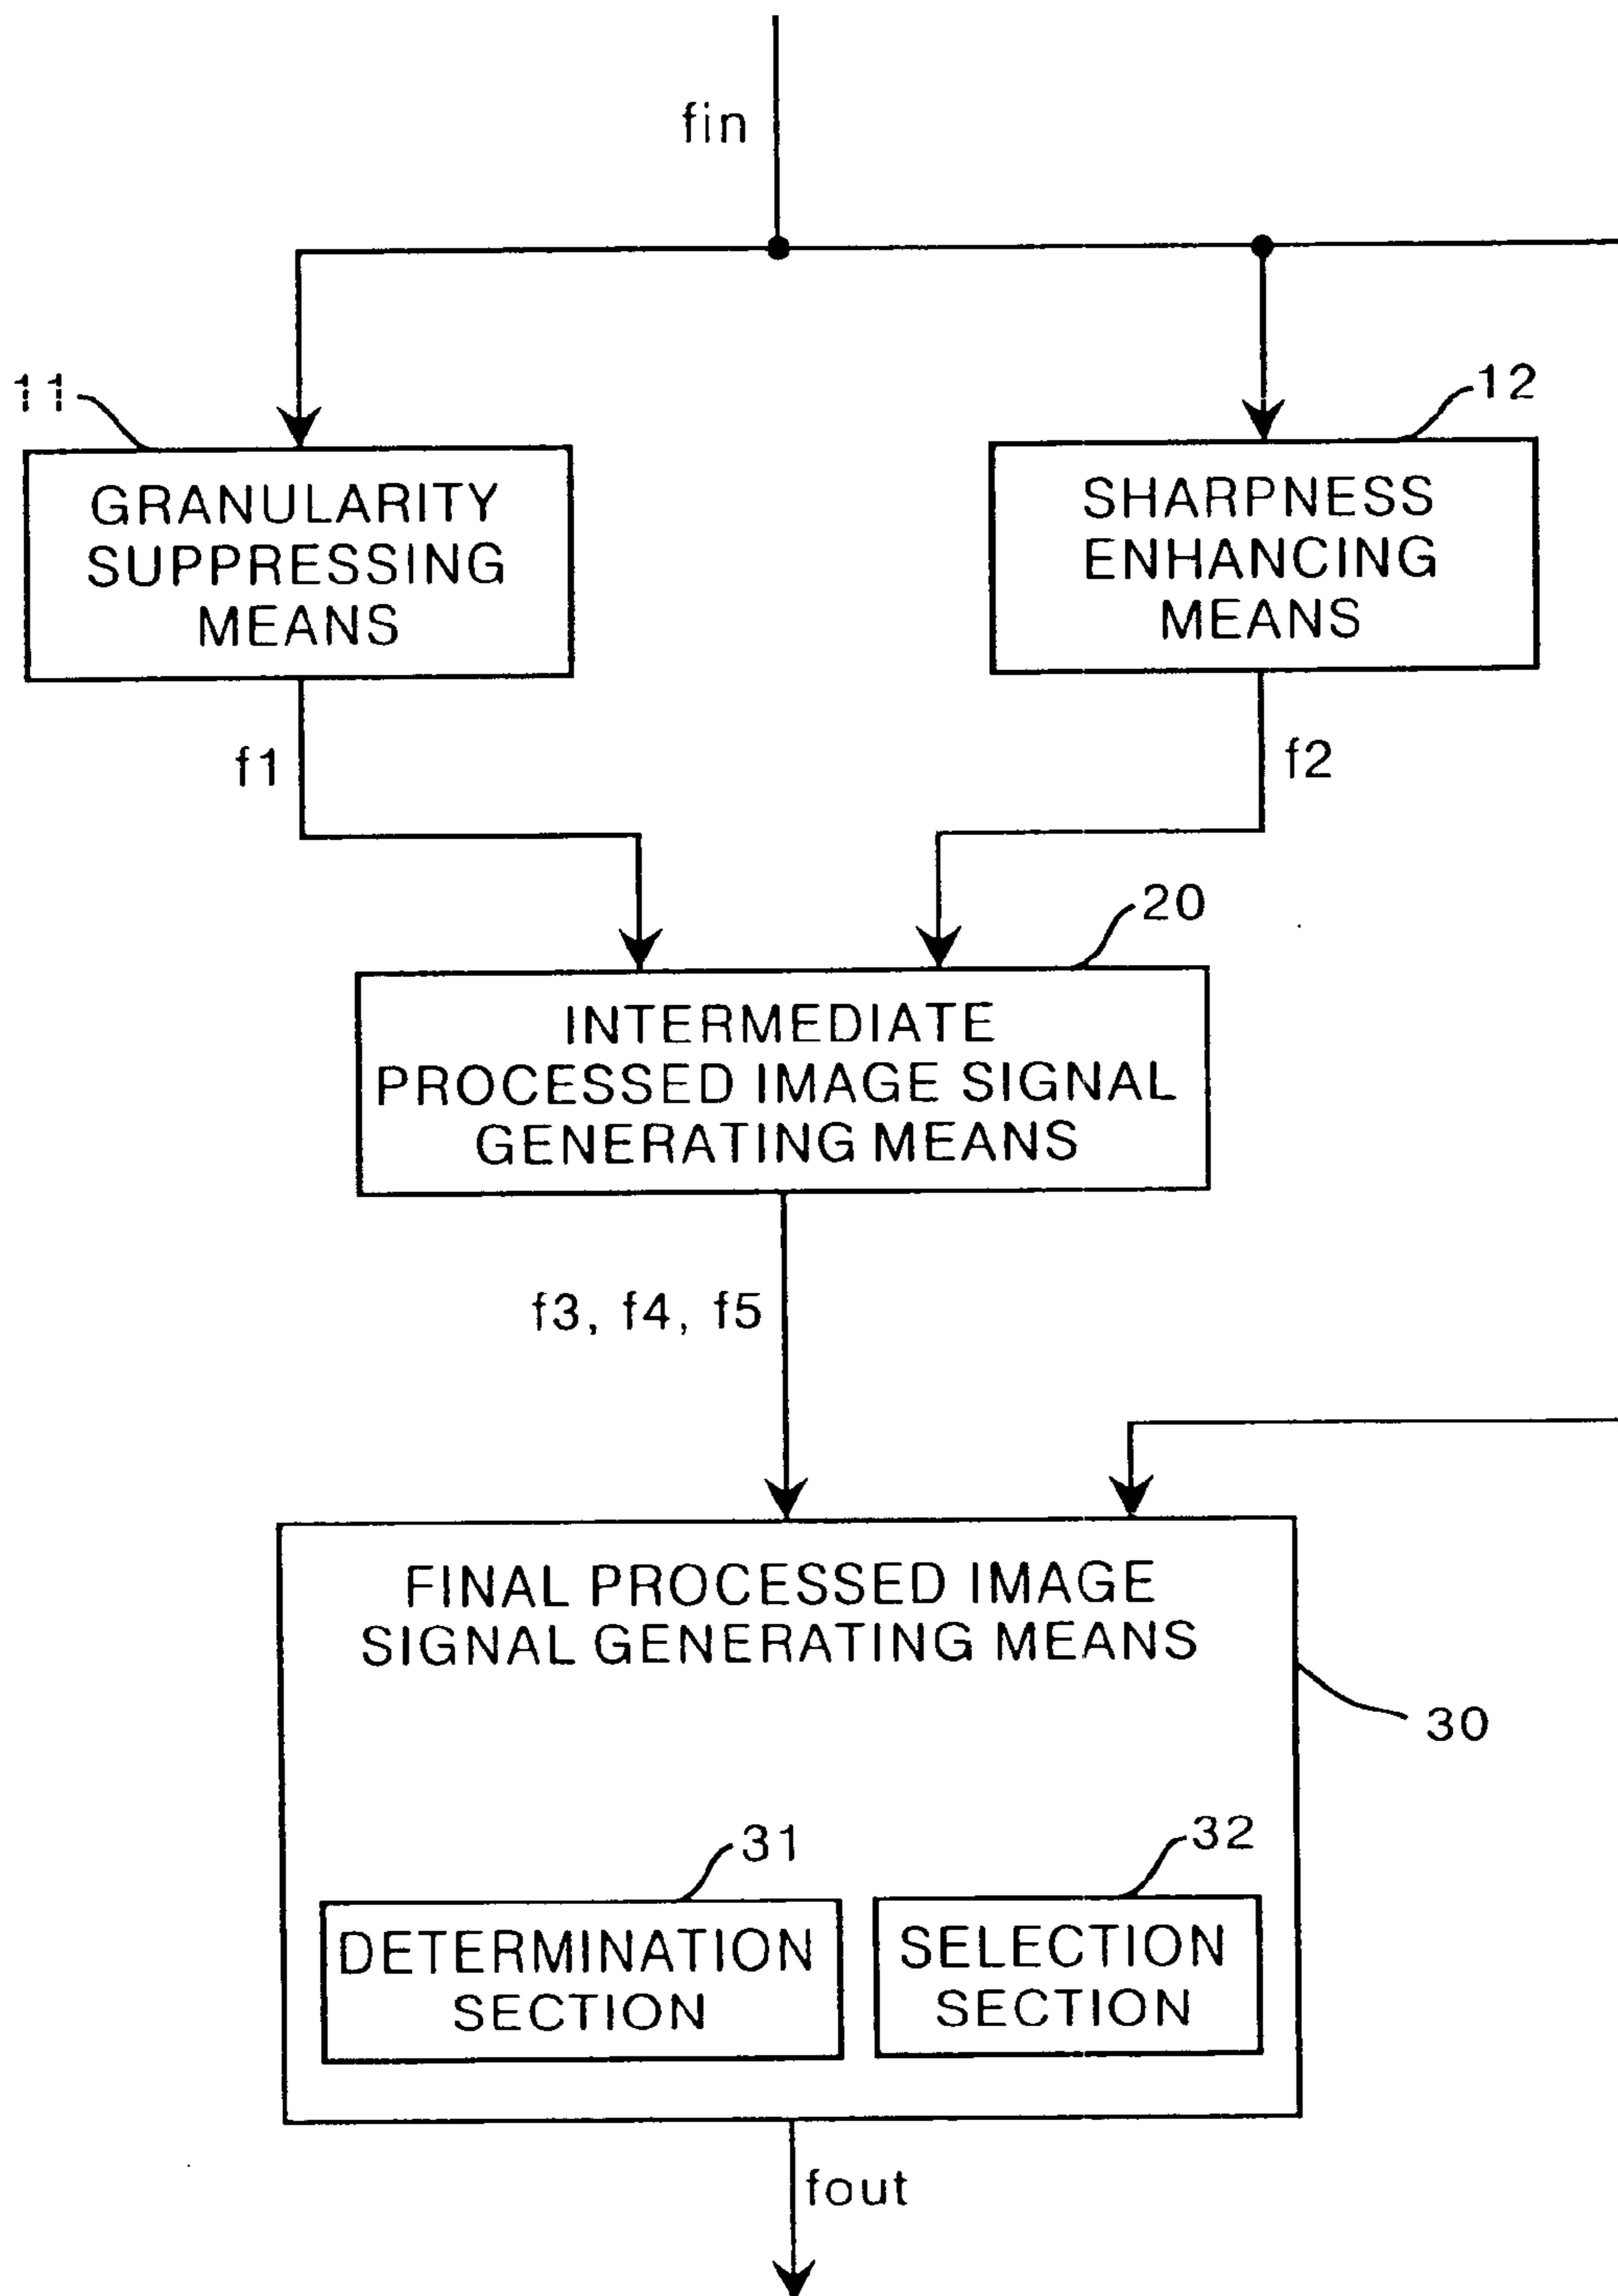 fin
11
12
GRANULARITY
SUPPRESSING
MEANS
SHARPNESS
ENHANCING
MEANS
f1
f2
20
INTERMEDIATE
PROCESSED IMAGE SIGNAL
GENERATING MEANS
f3, f4, f5
FINAL PROCESSED IMAGE
SIGNAL GENERATING MEANS
30
31
32
DETERMINATION
SECTION
SELECTION
SECTION
fout